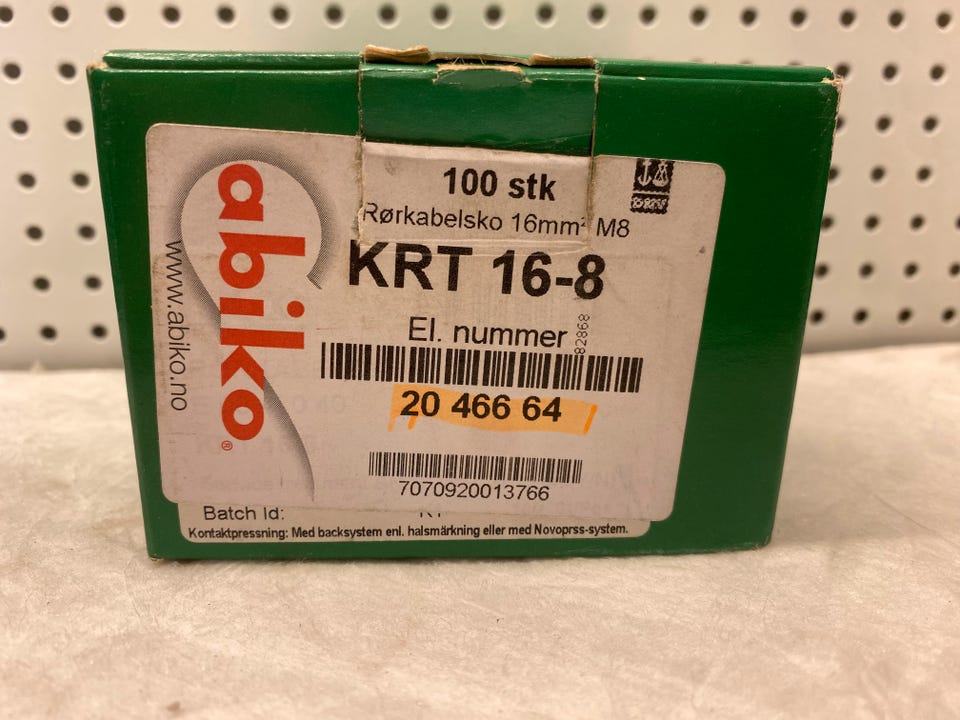 abiko®
www.abiko.no
100 stk
Rørkabelsko 16mm² M8
KRT 16-8
El. nummer
82868
20 466 64
7070920013766
Batch Id:
Kontaktpressning: Med backsystem enl. halsmärkning eller med Novoprss-system.